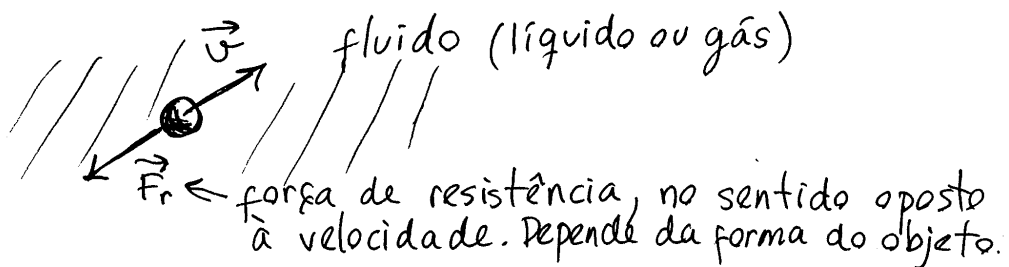 v⃗ fluido (líquido ou gás)
F⃗r ← força de resistência, no sentido oposto
à velocidade. Depende da forma do objeto.